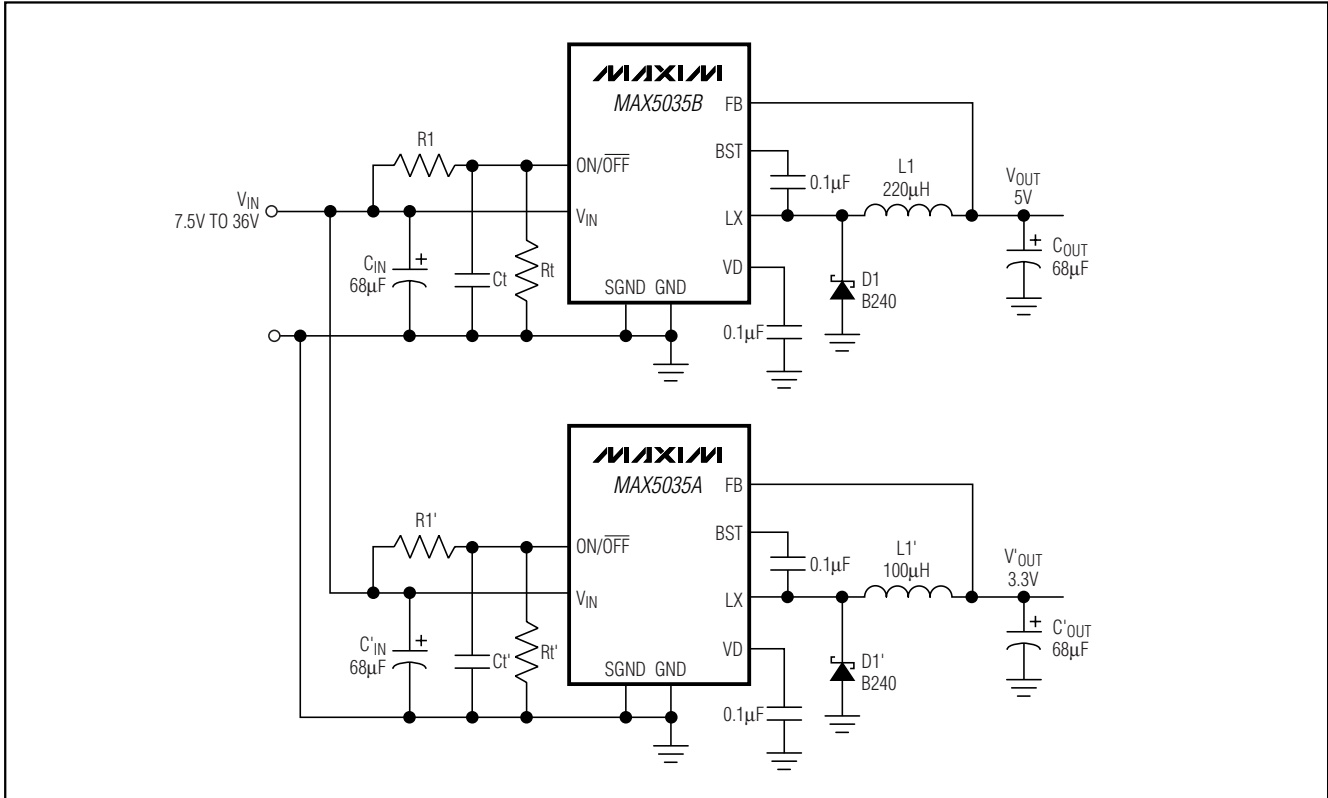 MAXIM
MAX5035B
FB
BST
ON/OFF
R1
0.1µF
L1
220µH
VOUT
5V
VIN
7.5V TO 36V
VIN
LX
CIN
68µF
Ct
Rt
VD
COUT
68µF
SGND GND
D1
B240
0.1µF
MAXIM
MAX5035A
FB
BST
ON/OFF
R1'
0.1µF
L1'
100µH
V'OUT
3.3V
VIN
LX
C'IN
68µF
Ct'
Rt'
VD
C'OUT
68µF
SGND GND
D1'
B240
0.1µF